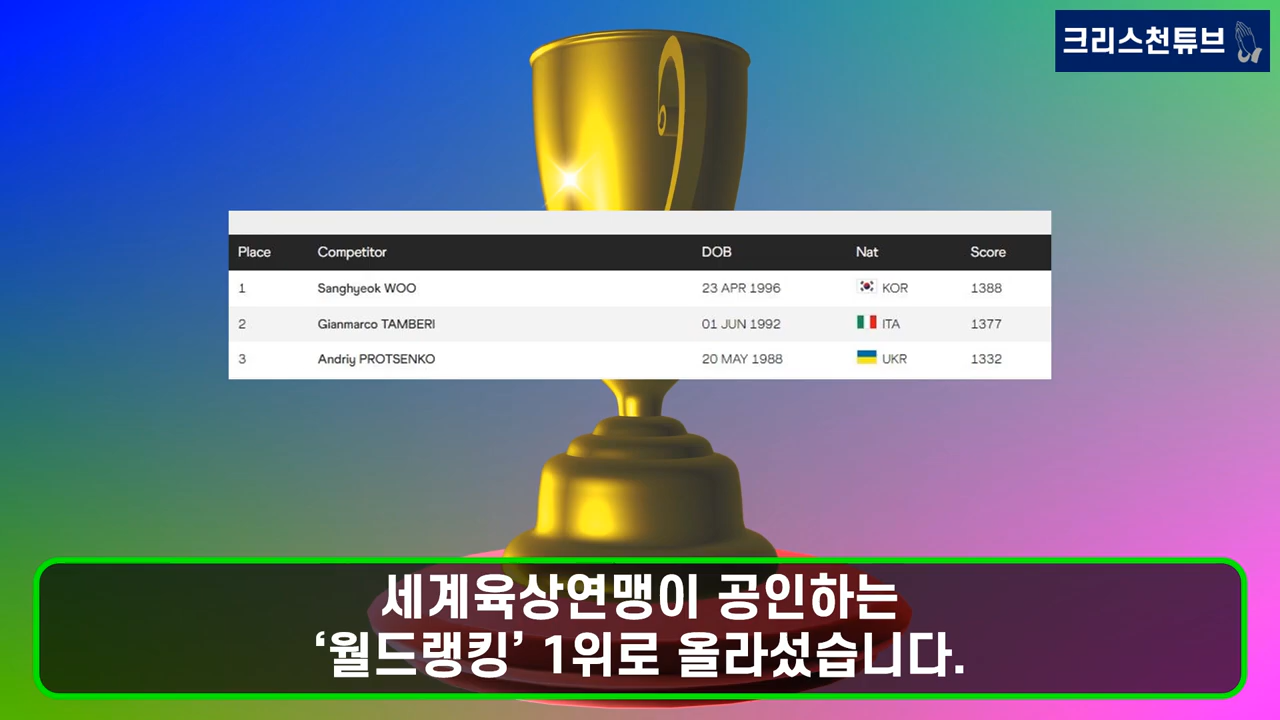 크리스천튜브
Place Competitor DOB Nat Score
1 Sanghyeok WOO 23 APR 1996 KOR 1388
2 Gianmarco TAMBERI 01 JUN 1992 ITA 1377
3 Andriy PROTSENKO 20 MAY 1988 UKR 1332
세계육상연맹이 공인하는
‘월드랭킹’ 1위로 올라섰습니다.